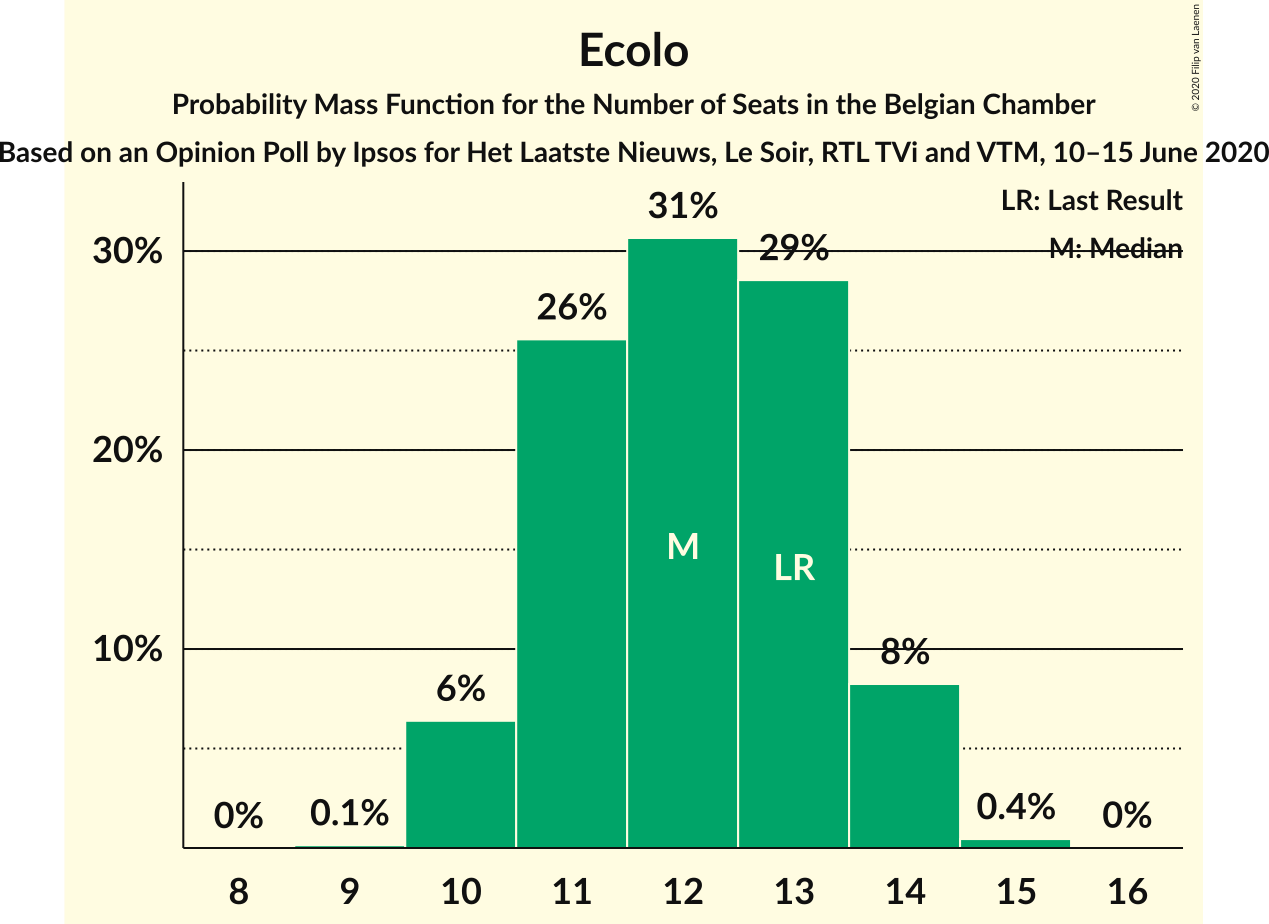 Ecolo
Probability Mass Function for the Number of Seats in the Belgian Chamber
Based on an Opinion Poll by Ipsos for Het Laatste Nieuws, Le Soir, RTL TVi and VTM, 10–15 June 2020
© 2020 Filip van Laenen
LR: Last Result
M: Median
30%
20%
10%
0%
0.1%
6%
26%
31%
29%
8%
0.4%
0%
M
LR
8 9 10 11 12 13 14 15 16